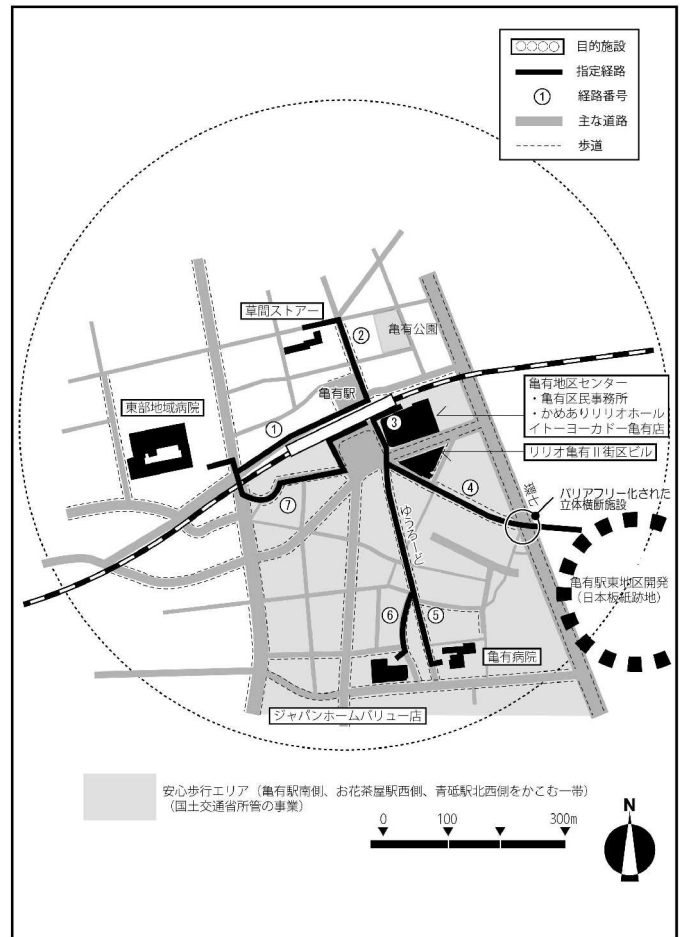 ○○○○ 目的施設
指定経路
① 経路番号
主な道路
歩道
草間ストアー
②
亀有公園
亀有駅
東部地域病院
①
③
亀有地区センター
・亀有区民事務所
・かめありリリオホール
イトーヨーカドー亀有店
リリオ亀有Ⅱ街区ビル
④
⑦
環七
バリアフリー化された
立体横断施設
ゆうろーど
亀有駅東地区開発
(日本板紙跡地)
⑥
⑤
亀有病院
ジャパンホームバリュー店
安心歩行エリア（亀有駅南側、お花茶屋駅西側、青砥駅北西側をかこむ一帯）
（国土交通省所管の事業）
0 100 300m
N